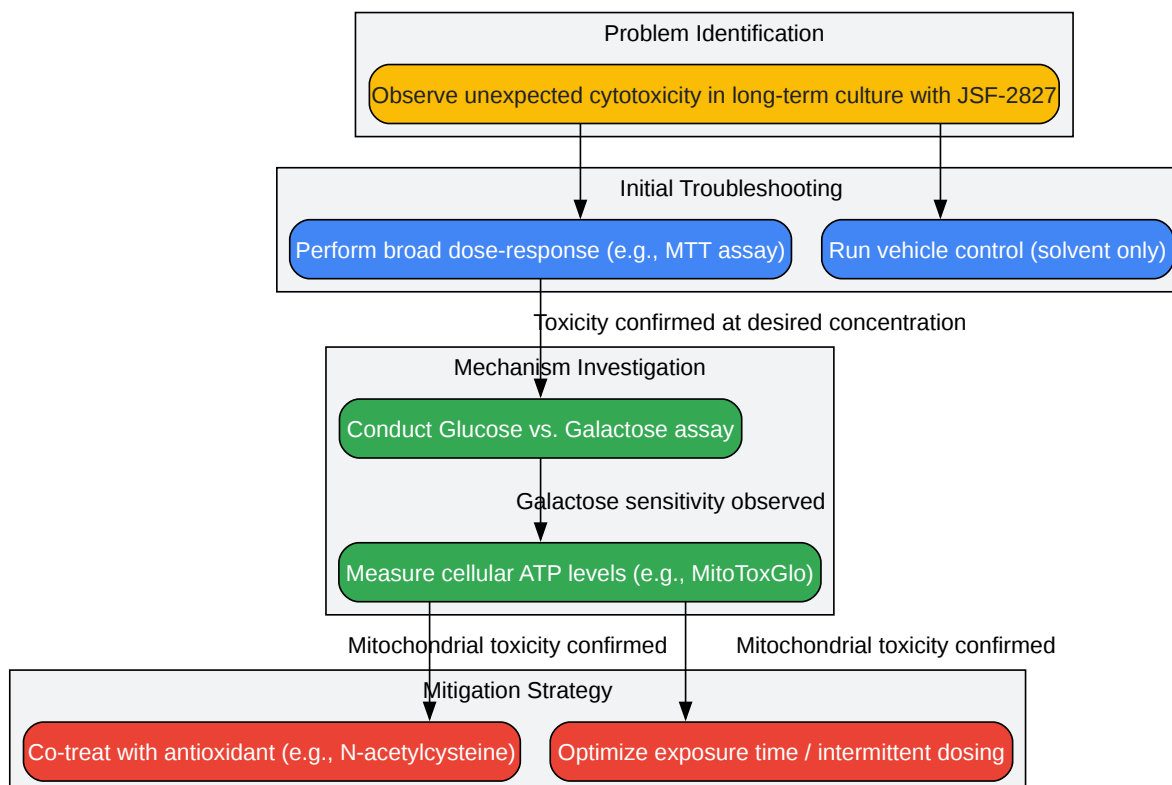 Problem Identification
Observe unexpected cytotoxicity in long-term culture with JSF-2827
Initial Troubleshooting
Perform broad dose-response (e.g., MTT assay)
Run vehicle control (solvent only)
Toxicity confirmed at desired concentration
Mechanism Investigation
Conduct Glucose vs. Galactose assay
Galactose sensitivity observed
Measure cellular ATP levels (e.g., MitoToxGlo)
Mitochondrial toxicity confirmed
Mitochondrial toxicity confirmed
Mitigation Strategy
Co-treat with antioxidant (e.g., N-acetylcysteine)
Optimize exposure time / intermittent dosing